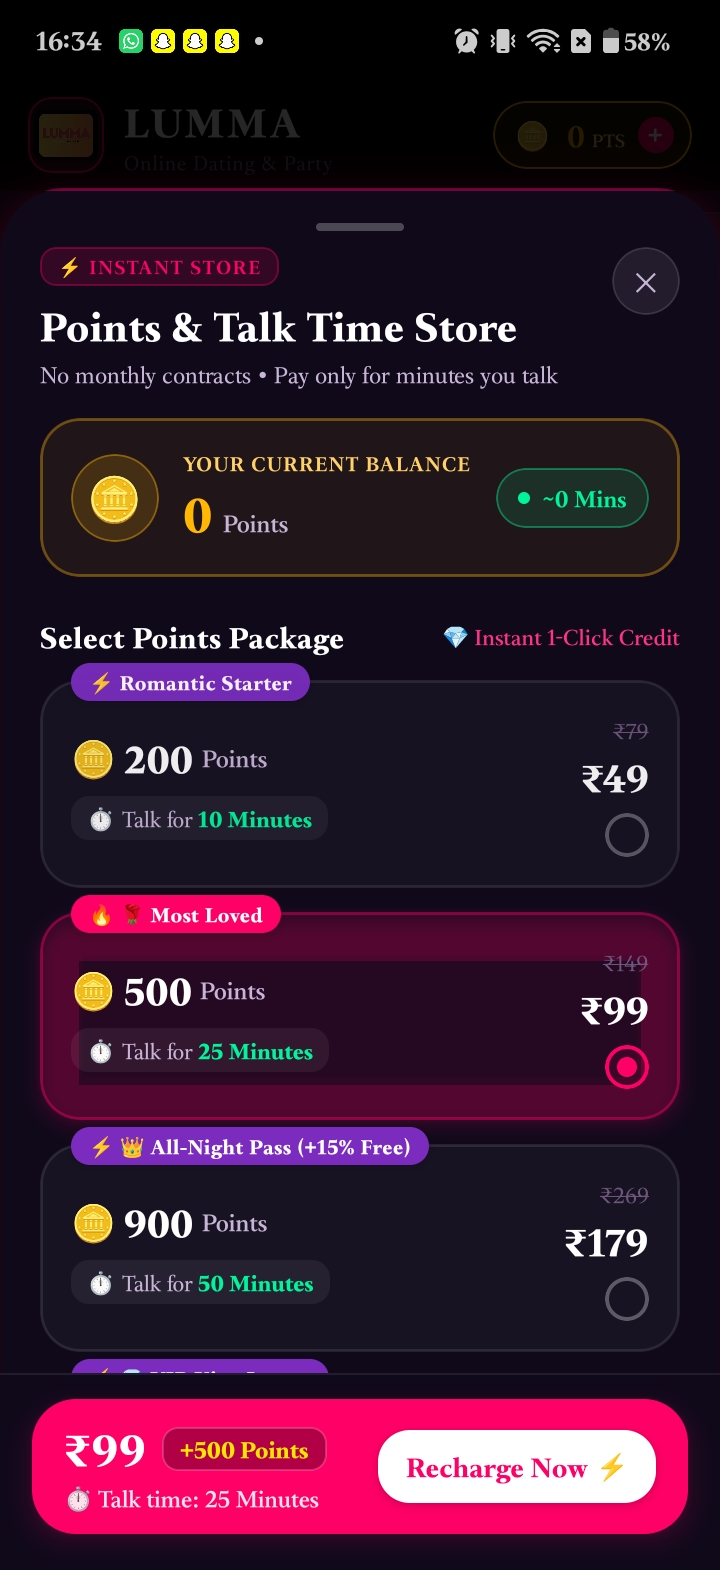 16:34 58%
LUMMA
LUMMA
Online Dating & Party
0 PTS +
⚡ INSTANT STORE
Points & Talk Time Store
No monthly contracts • Pay only for minutes you talk
YOUR CURRENT BALANCE
0 Points
~0 Mins
Select Points Package
💎 Instant 1-Click Credit
⚡ Romantic Starter
200 Points
₹79
₹49
⏱️ Talk for 10 Minutes
🔥 🌹 Most Loved
500 Points
₹149
₹99
⏱️ Talk for 25 Minutes
⚡ 👑 All-Night Pass (+15% Free)
900 Points
₹269
₹179
⏱️ Talk for 50 Minutes
₹99 +500 Points
⏱️ Talk time: 25 Minutes
Recharge Now ⚡